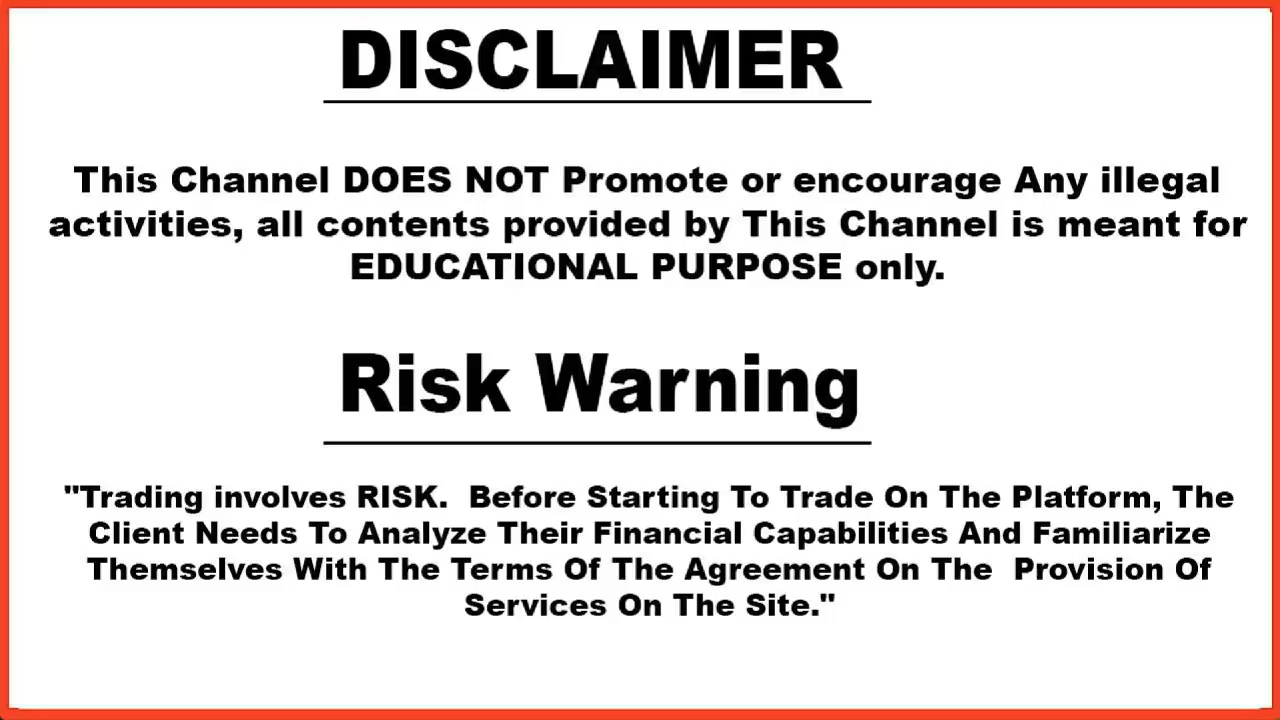 DISCLAIMER
This Channel DOES NOT Promote or encourage Any illegal
activities, all contents provided by This Channel is meant for
EDUCATIONAL PURPOSE only.
Risk Warning
"Trading involves RISK.  Before Starting To Trade On The Platform, The
Client Needs To Analyze Their Financial Capabilities And Familiarize
Themselves With The Terms Of The Agreement On The  Provision Of
Services On The Site."